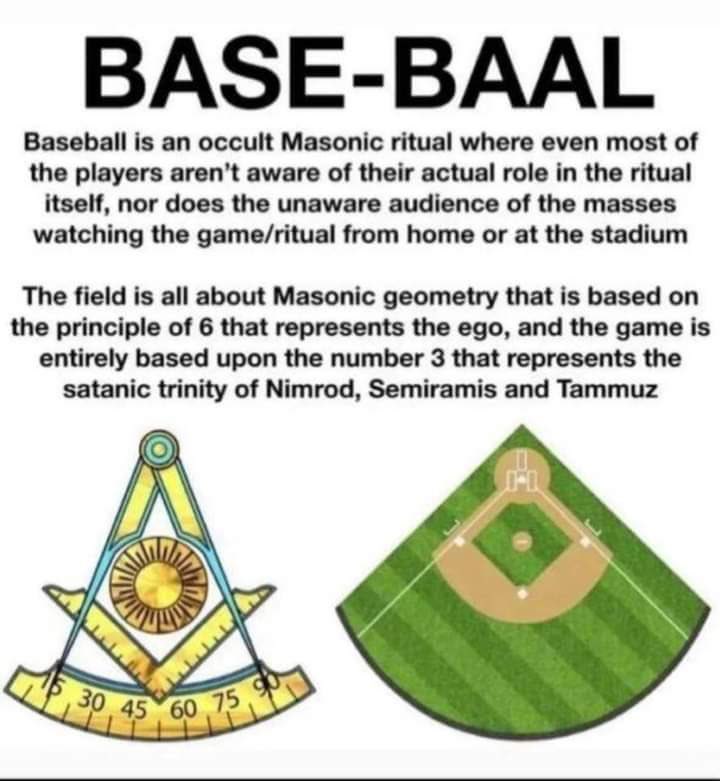 BASE-BAAL
Baseball is an occult Masonic ritual where even most of
the players aren’t aware of their actual role in the ritual
itself, nor does the unaware audience of the masses
watching the game/ritual from home or at the stadium
The field is all about Masonic geometry that is based on
the principle of 6 that represents the ego, and the game is
entirely based upon the number 3 that represents the
satanic trinity of Nimrod, Semiramis and Tammuz
15 30 45 60 75 90